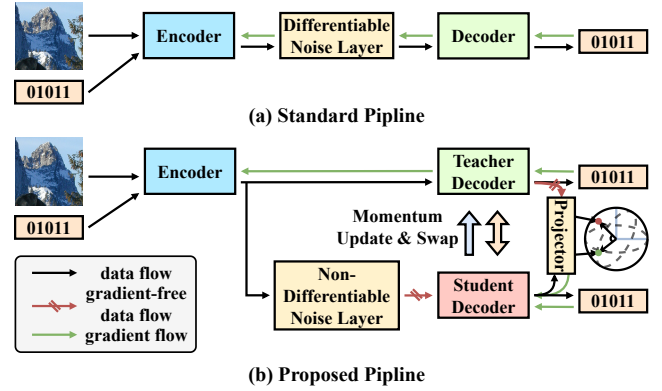 Encoder
Differentiable
Noise Layer
Decoder
01011
01011
(a) Standard Pipline
Encoder
Teacher
Decoder
01011
01011
Momentum
Update & Swap
Projector
data flow
gradient-free
data flow
gradient flow
Non-
Differentiable
Noise Layer
Student
Decoder
01011
(b) Proposed Pipline